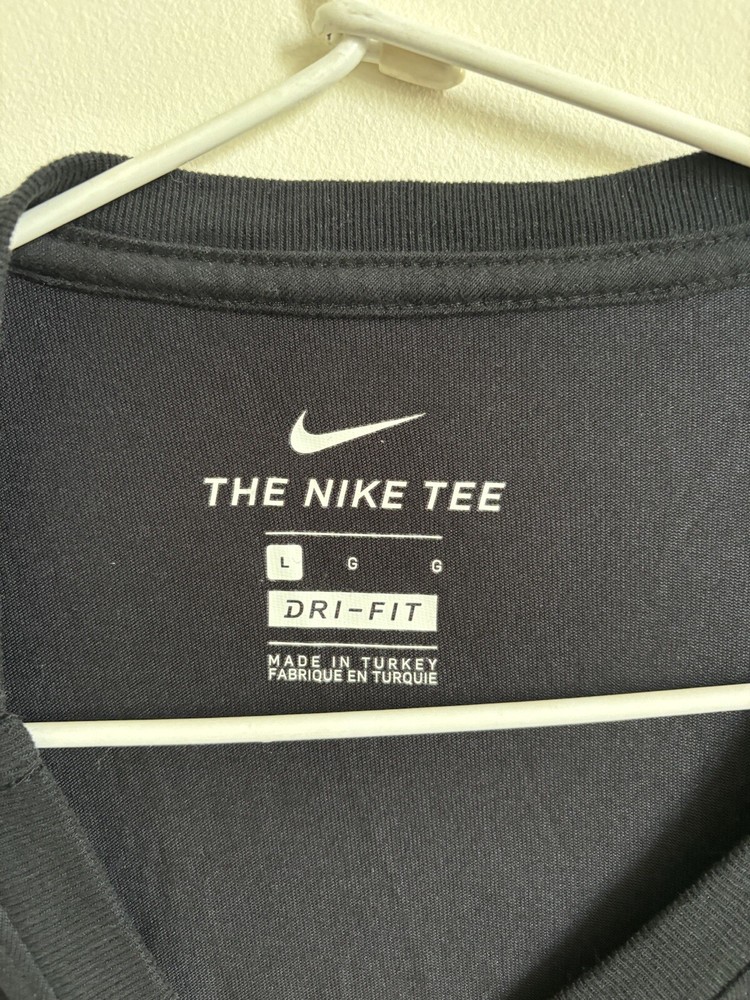 THE NIKE TEE
L G G
DRI-FIT
MADE IN TURKEY
FABRIQUE EN TURQUIE